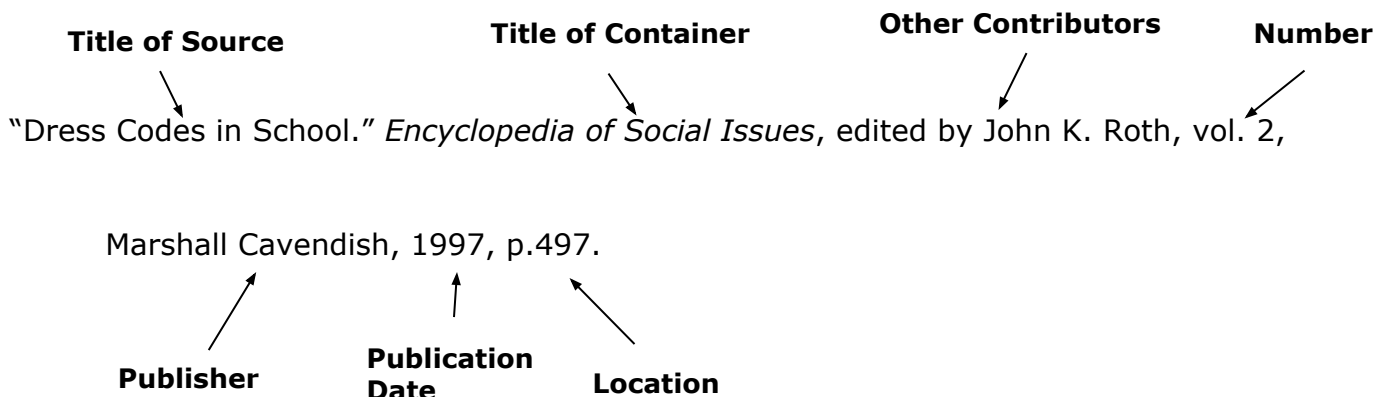 Title of Source Title of Container Other Contributors Number
“Dress Codes in School.” Encyclopedia of Social Issues, edited by John K. Roth, vol. 2,
Marshall Cavendish, 1997, p.497.
Publisher Publication Date Location